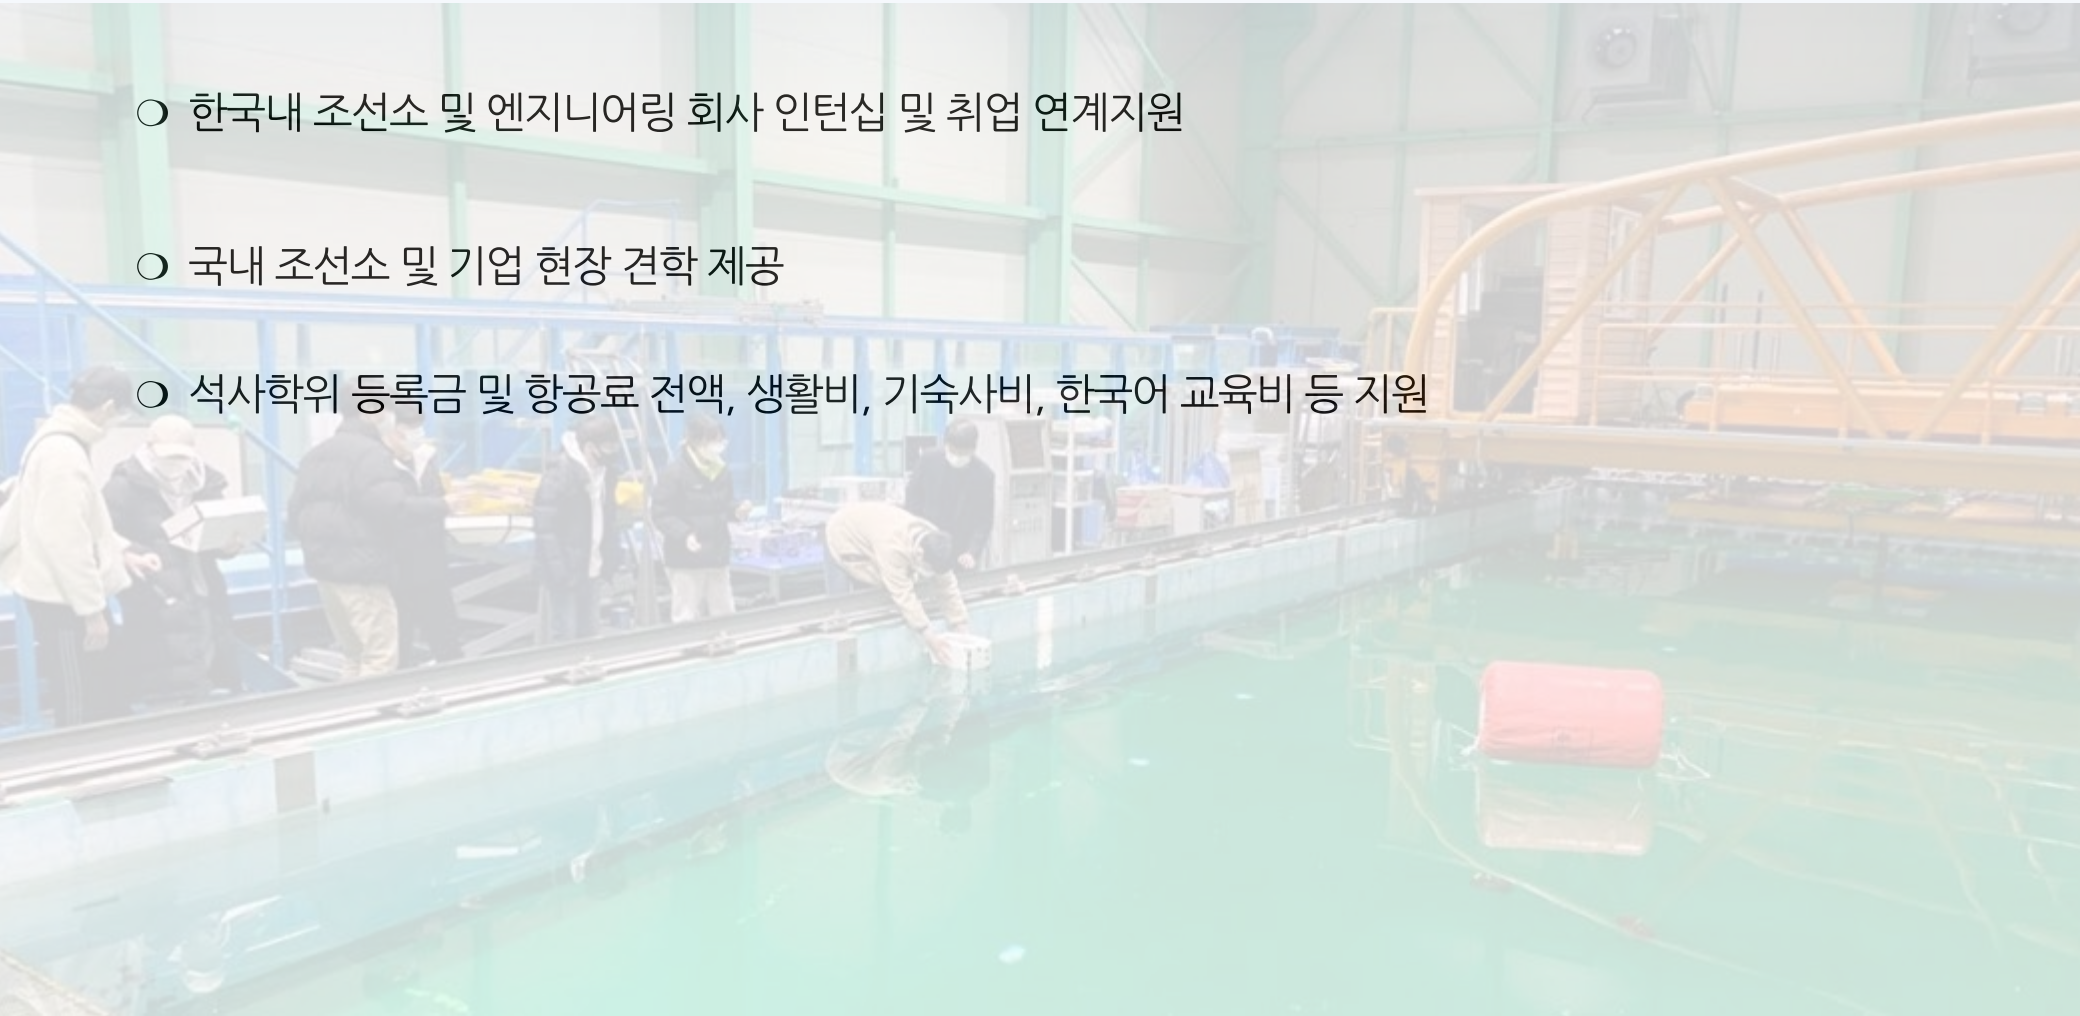 ❍ 한국내 조선소 및 엔지니어링 회사 인턴십 및 취업 연계지원
❍ 국내 조선소 및 기업 현장 견학 제공
❍ 석사학위 등록금 및 항공료 전액, 생활비, 기숙사비, 한국어 교육비 등 지원